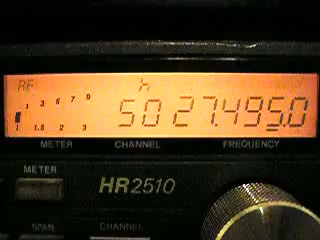 RF
1 3 5 7 9
50 27.495.0
1 1.5 2 3
METER CHANNEL FREQUENCY
METER
HR2510
SPAN CHANNEL